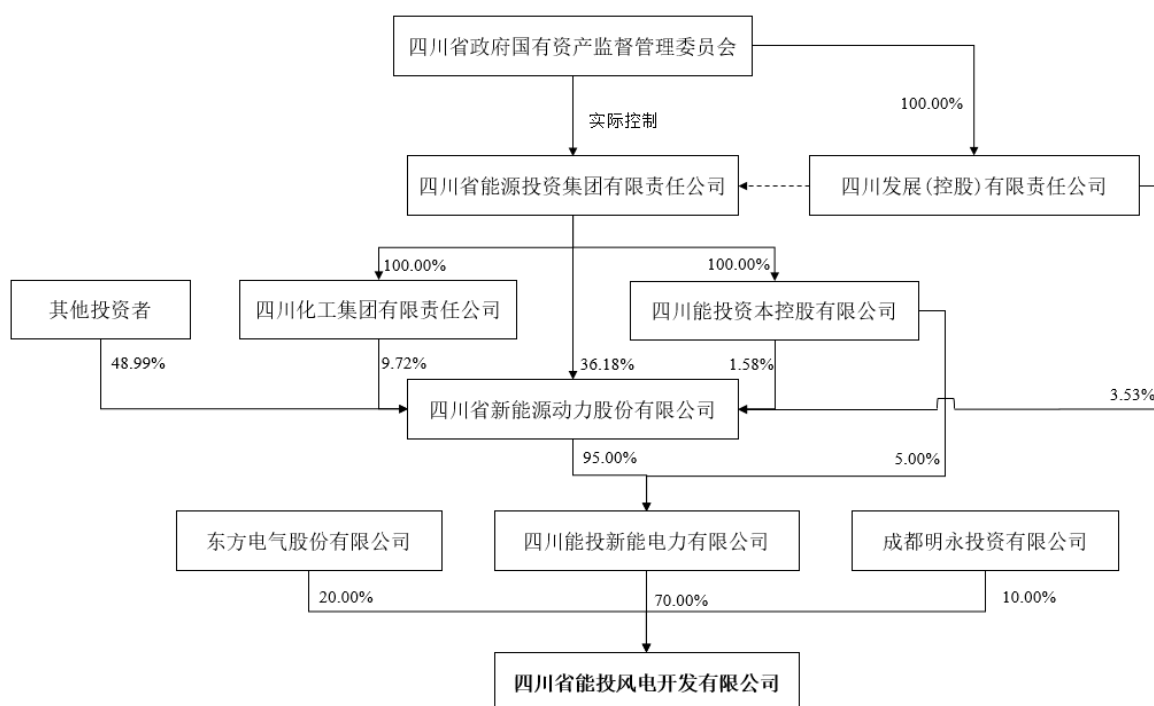 四川省政府国有资产监督管理委员会
100.00%
实际控制
四川省能源投资集团有限责任公司
四川发展(控股)有限责任公司
100.00%
100.00%
其他投资者
四川化工集团有限责任公司
四川能投资本控股有限公司
48.99%
9.72%
36.18%
1.58%
3.53%
四川省新能源动力股份有限公司
95.00%
5.00%
东方电气股份有限公司
四川能投新能电力有限公司
成都明永投资有限公司
20.00%
70.00%
10.00%
四川省能投风电开发有限公司